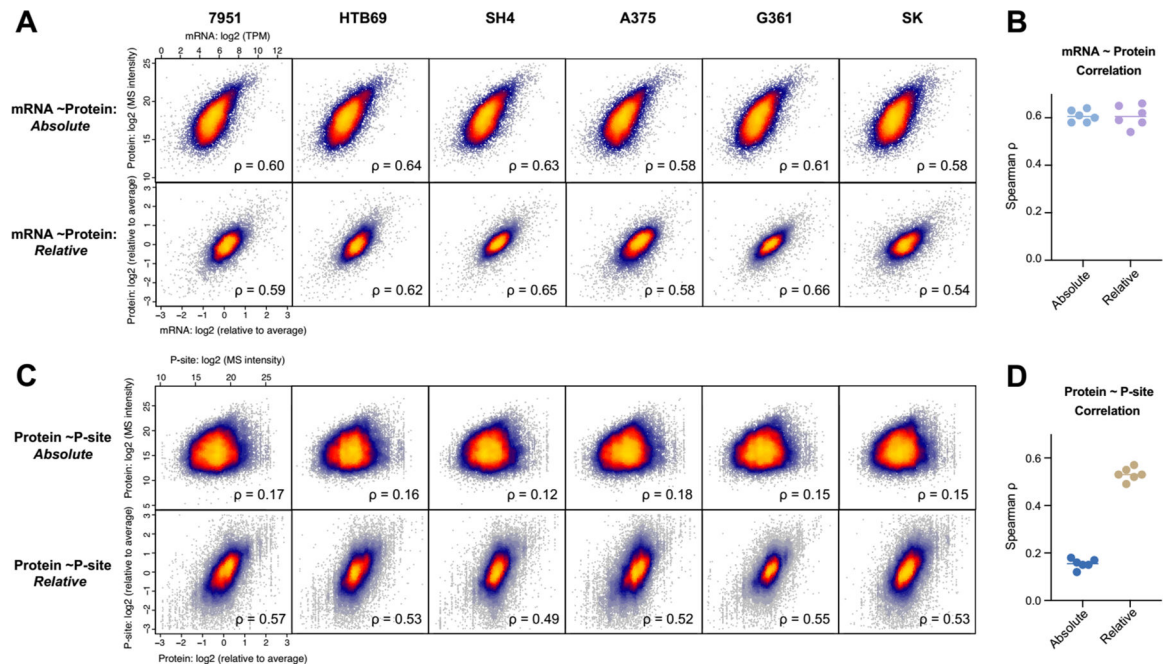 A
7951
HTB69
SH4
A375
G361
SK
mRNA: log2 (TPM)
0 2 4 6 8 10 12
mRNA ~Protein:
Absolute
Protein: log2 (MS intensity)
10 15 20 25
ρ = 0.60
ρ = 0.64
ρ = 0.63
ρ = 0.58
ρ = 0.61
ρ = 0.58
mRNA ~Protein:
Relative
Protein: log2 (relative to average)
-3 -2 -1 0 1 2 3
ρ = 0.59
ρ = 0.62
ρ = 0.65
ρ = 0.58
ρ = 0.66
ρ = 0.54
−3 −2 −1 0 1 2 3
mRNA: log2 (relative to average)
B
mRNA ~ Protein
Correlation
Spearman ρ
0.6
0.4
0.2
0.0
Absolute
Relative
C
P-site: log2 (MS intensity)
10 15 20 25
Protein ~P-site
Absolute
Protein: log2 (MS intensity)
5 10 15 20 25
ρ = 0.17
ρ = 0.16
ρ = 0.12
ρ = 0.18
ρ = 0.15
ρ = 0.15
Protein ~P-site
Relative
P-site: log2 (relative to average)
-3 -2 -1 0 1 2 3
ρ = 0.57
ρ = 0.53
ρ = 0.49
ρ = 0.52
ρ = 0.55
ρ = 0.53
−3 −2 −1 0 1 2 3
Protein: log2 (relative to average)
D
Protein ~ P-site
Correlation
Spearman ρ
0.6
0.4
0.2
0.0
Absolute
Relative